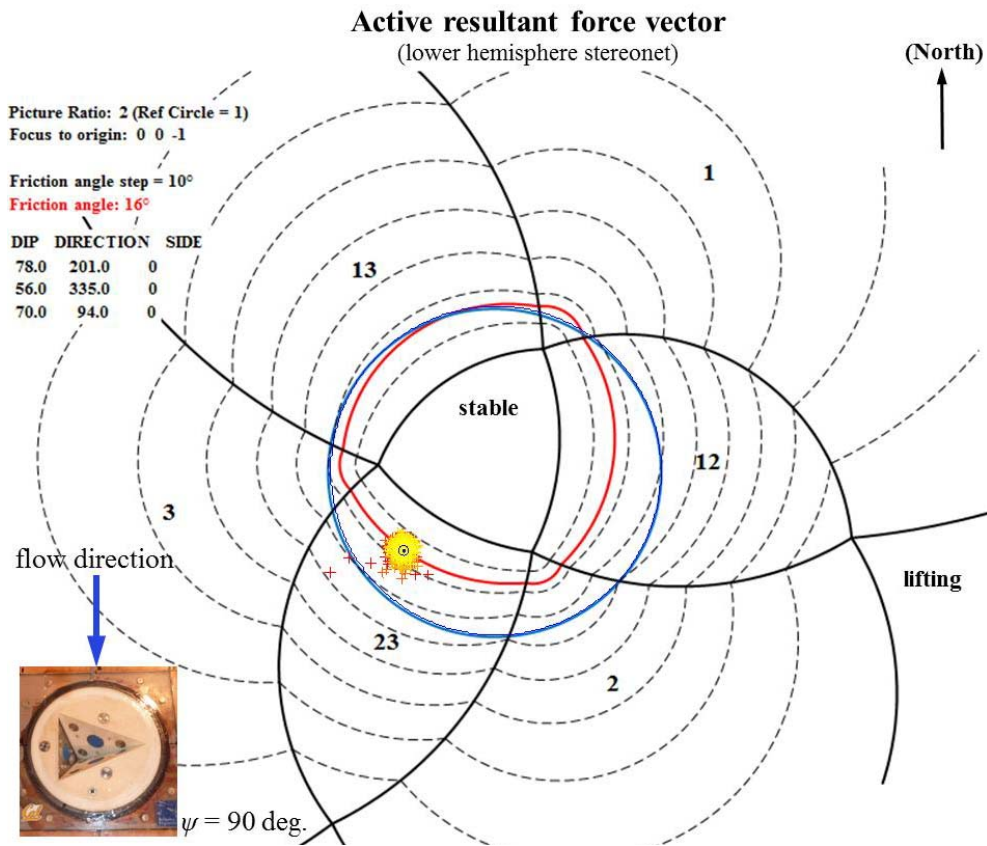 Active resultant force vector
(lower hemisphere stereonet)
(North)
Picture Ratio: 2 (Ref Circle = 1)
Focus to origin: 0 0 -1
Friction angle step = 10°
Friction angle: 16°
DIP DIRECTION SIDE
78.0 201.0 0
56.0 335.0 0
70.0 94.0 0
1
13
stable
12
3
flow direction
lifting
23
2
ψ = 90 deg.